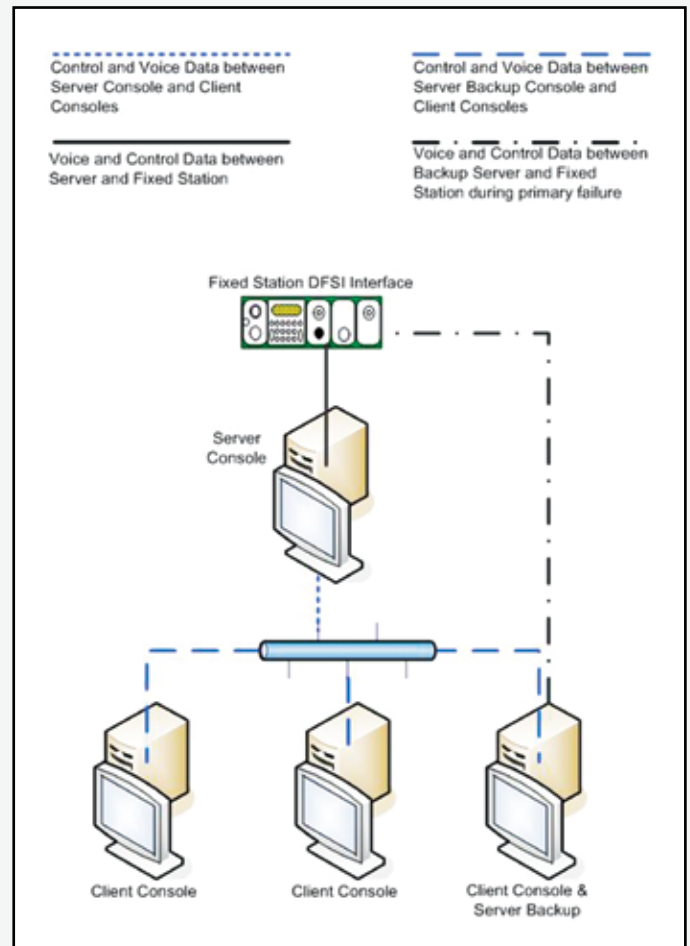 Control and Voice Data between
Server Console and Client
Consoles
Control and Voice Data between
Server Backup Console and
Client Consoles
Voice and Control Data between
Server and Fixed Station
Voice and Control Data between
Backup Server and Fixed
Station during primary failure
Fixed Station DFSI Interface
Server
Console
Client Console
Client Console
Client Console &
Server Backup